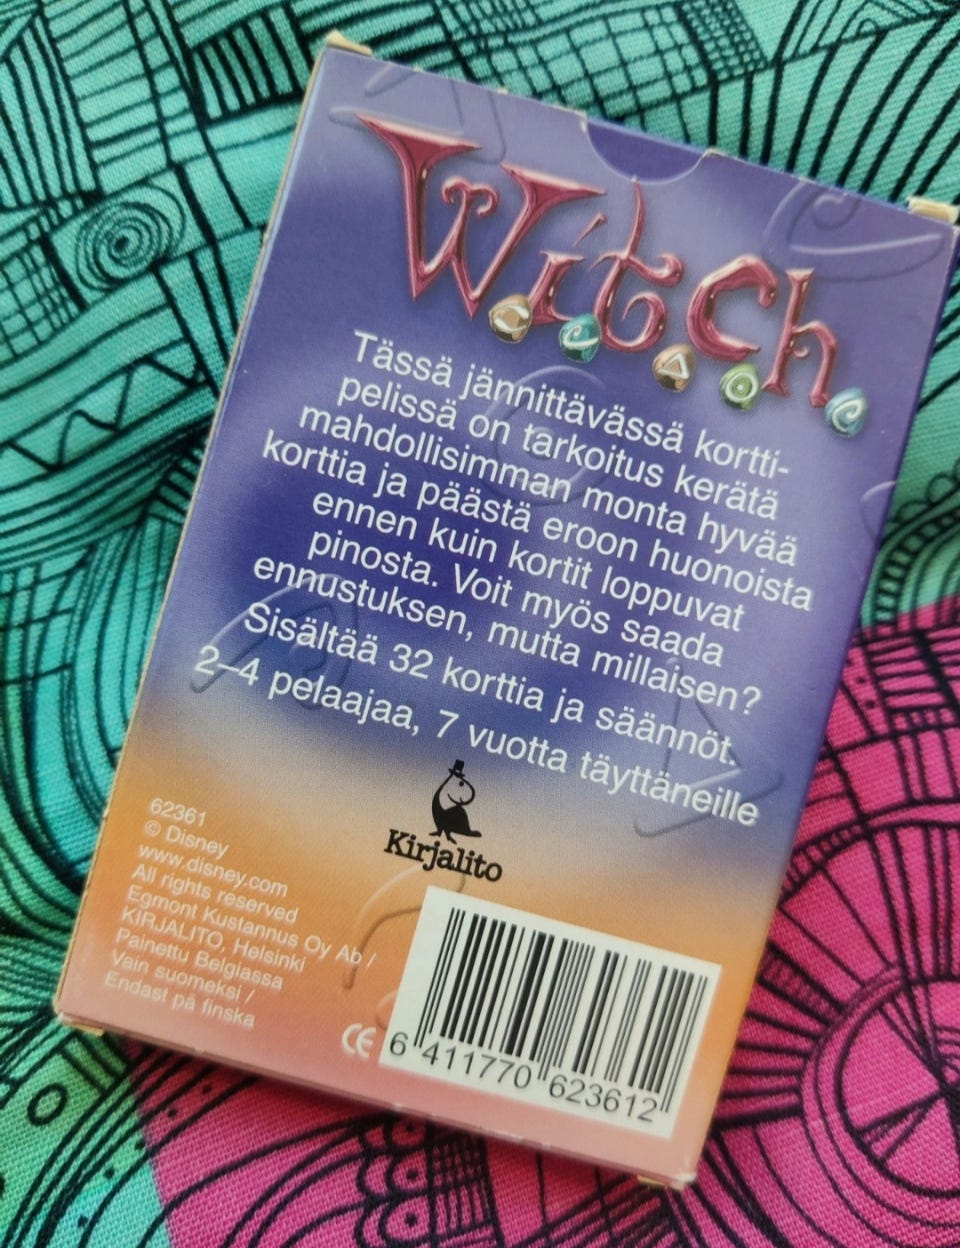 W.i.t.c.h.
Tässä jännittävässä kortti-
pelissä on tarkoitus kerätä
mahdollisimman monta hyvää
korttia ja päästä eroon huonoista
ennen kuin kortit loppuvat
pinosta. Voit myös saada
ennustuksen, mutta millaisen?
Sisältää 32 korttia ja säännöt.
2–4 pelaajaa, 7 vuotta täyttäneille
Kirjalito
62361
© Disney
www.disney.com
All rights reserved
Egmont Kustannus Oy Ab /
KIRJALITO, Helsinki
Painettu Belgiassa
Vain suomeksi /
Endast på finska
CE
6 411770 623612